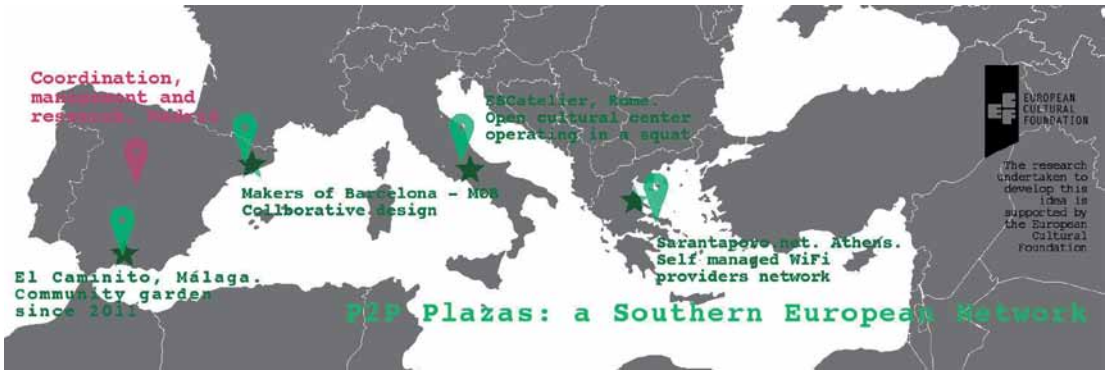 Coordination,
management and
research, Madrid
ESCatelier, Rome.
Open cultural center
operating in a squat
EUROPEAN
CULTURAL
FOUNDATION
The research
undertaken to
develop this
idea is
supported by
the European
Cultural
Foundation
Makers of Barcelona - MOB
Collborative design
Sarantaporo.net. Athens.
Self managed WiFi
providers network
El Caminito, Málaga.
Community garden
since 2011
P2P Plazas: a Southern European Network